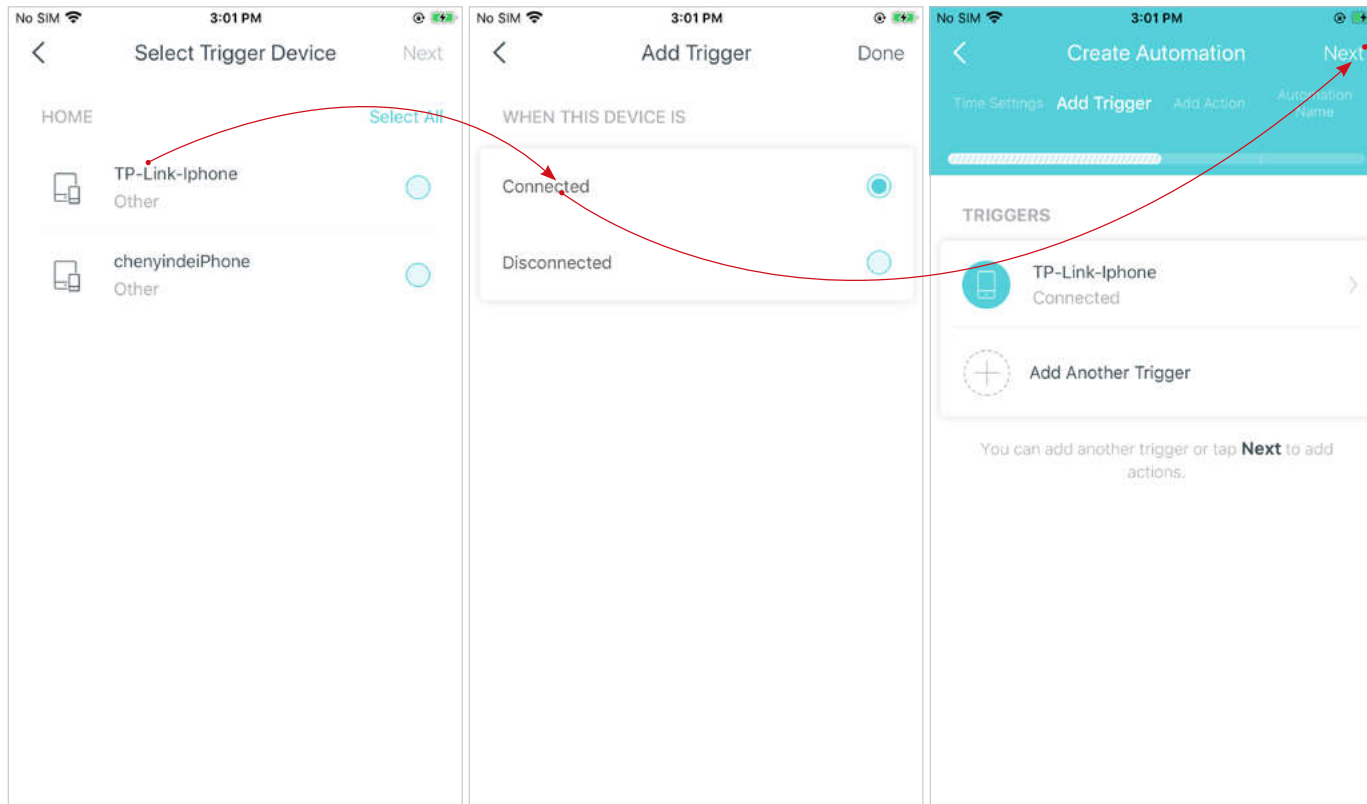 No SIM 3:01 PM
Select Trigger Device Next
HOME Select All
TP-Link-Iphone
Other
chenyindeiPhone
Other
No SIM 3:01 PM
Add Trigger Done
WHEN THIS DEVICE IS
Connected
Disconnected
No SIM 3:01 PM
Create Automation Next
Time Settings Add Trigger Add Action Automation
Name
TRIGGERS
TP-Link-Iphone
Connected
Add Another Trigger
You can add another trigger or tap Next to add
actions.